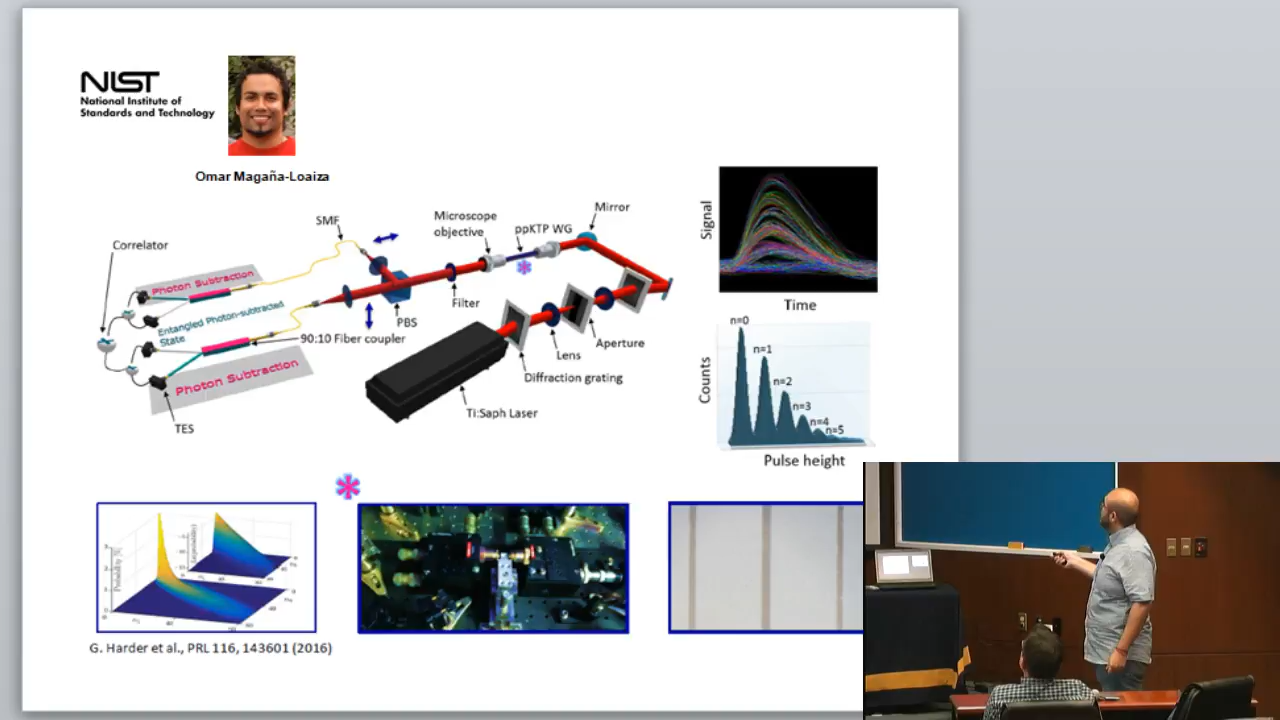 NIST
National Institute of
Standards and Technology
Omar Magaña-Loaiza
Correlator
SMF
Microscope
objective
ppKTP WG
Mirror
Photon Subtraction
Entangled Photon-subtracted
State
Filter
PBS
90:10 Fiber coupler
Aperture
Lens
Diffraction grating
Photon Subtraction
Ti:Saph Laser
TES
Signal
Time
n=0
n=1
n=2
n=3
n=4
n=5
Counts
Pulse height
G. Harder et al., PRL 116, 143601 (2016)